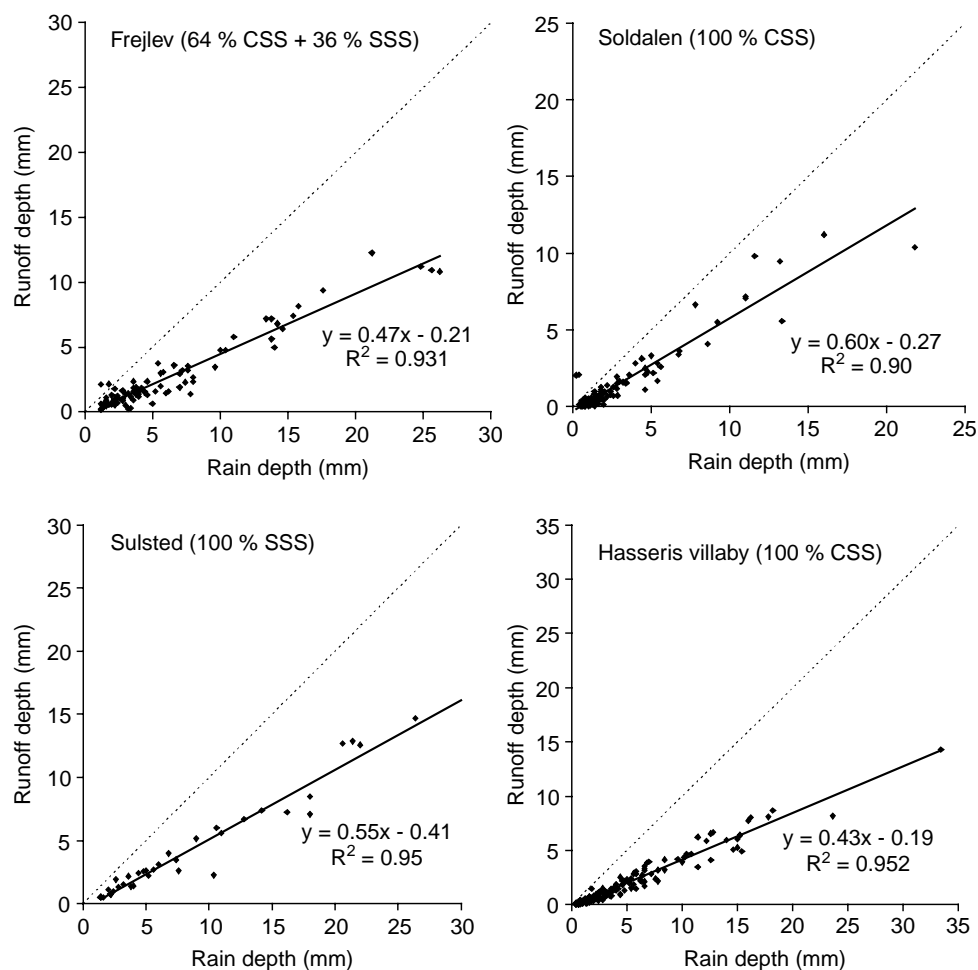 Frejlev (64 % CSS + 36 % SSS)
30
25
20
15
10
5
0
Runoff depth (mm)
y = 0.47x - 0.21
R² = 0.931
0 5 10 15 20 25 30
Rain depth (mm)
Soldalen (100 % CSS)
25
20
15
10
5
0
Runoff depth (mm)
y = 0.60x - 0.27
R² = 0.90
0 5 10 15 20 25
Rain depth (mm)
Sulsted (100 % SSS)
30
25
20
15
10
5
0
Runoff depth (mm)
y = 0.55x - 0.41
R² = 0.95
0 5 10 15 20 25 30
Rain depth (mm)
Hasseris villaby (100 % CSS)
35
30
25
20
15
10
5
0
Runoff depth (mm)
y = 0.43x - 0.19
R² = 0.952
0 5 10 15 20 25 30 35
Rain depth (mm)